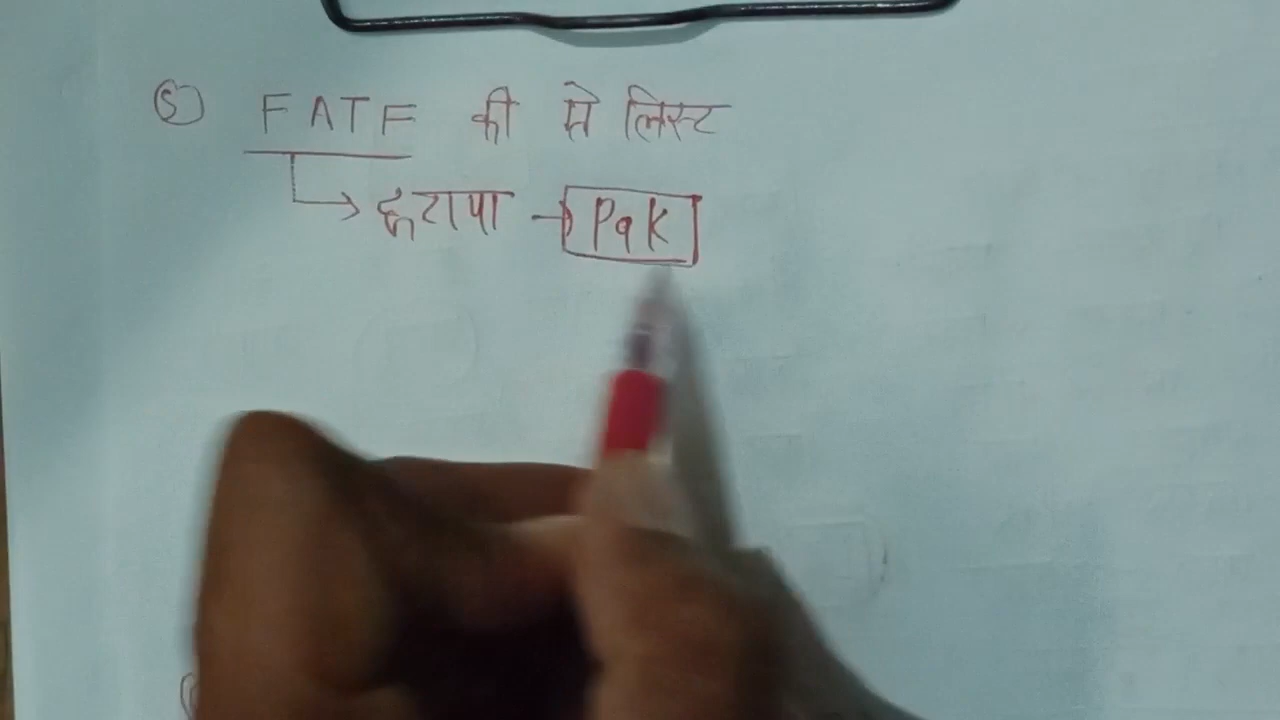 ⑤ FATF की मे लिस्ट
↳ हटाया → Pak